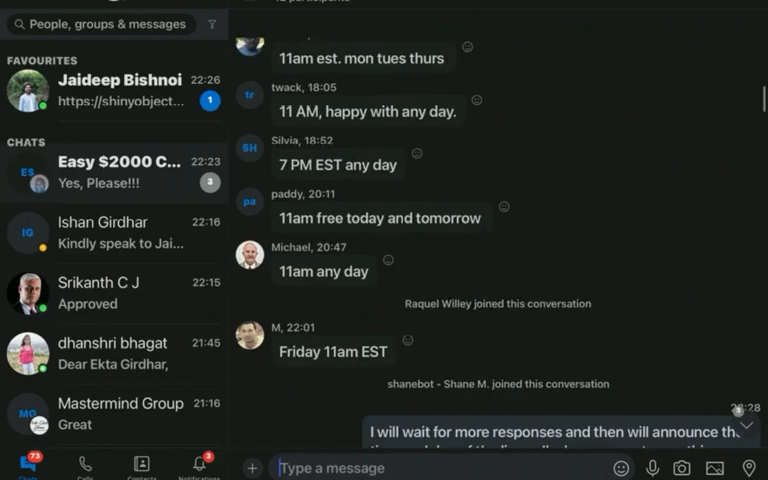 People, groups & messages
FAVOURITES
Jaideep Bishnoi 22:26
https://shinyobject... 1
CHATS
ES
Easy $2000 C... 22:23
Yes, Please!!! 3
IG
Ishan Girdhar 22:16
Kindly speak to Jai...
Srikanth C J 22:15
Approved
dhanshri bhagat 21:45
Dear Ekta Girdhar,
MG
Mastermind Group 21:16
Great
73
3
Chats Calls Contacts Notifications
participants
11am est. mon tues thurs
tr
twack, 18:05
11 AM, happy with any day.
SH
Silvia, 18:52
7 PM EST any day
pa
paddy, 20:11
11am free today and tomorrow
Michael, 20:47
11am any day
Raquel Willey joined this conversation
M, 22:01
Friday 11am EST
shanebot - Shane M. joined this conversation
3
I will wait for more responses and then will announce the
Type a message